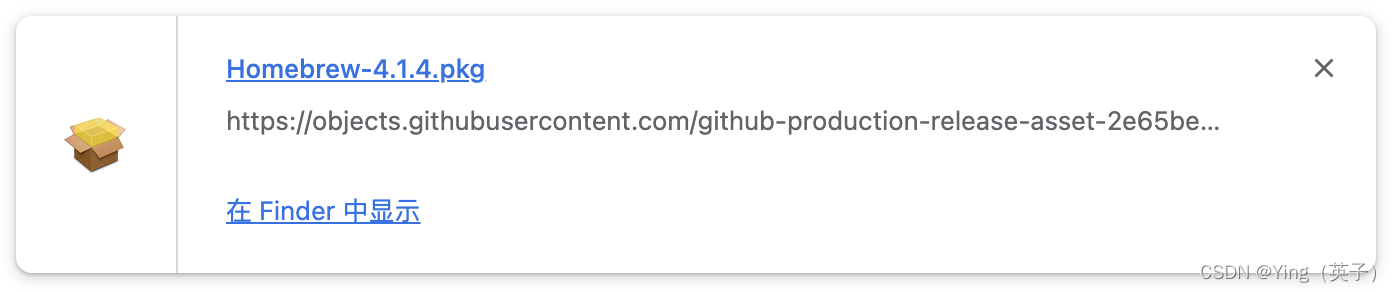 Homebrew-4.1.4.pkg
https://objects.githubusercontent.com/github-production-release-asset-2e65be...
在 Finder 中显示
CSDN @Ying（英子）